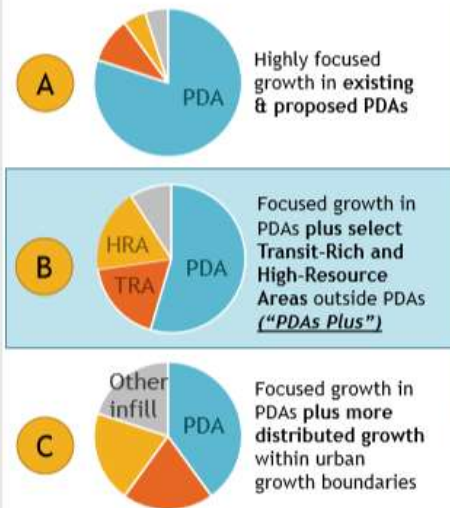 A
PDA
Highly focused
growth in existing
& proposed PDAs
B
HRA
TRA
PDA
Focused growth in
PDAs plus select
Transit-Rich and
High-Resource
Areas outside PDAs
("PDAs Plus")
C
Other
infill
PDA
Focused growth in
PDAs plus more
distributed growth
within urban
growth boundaries